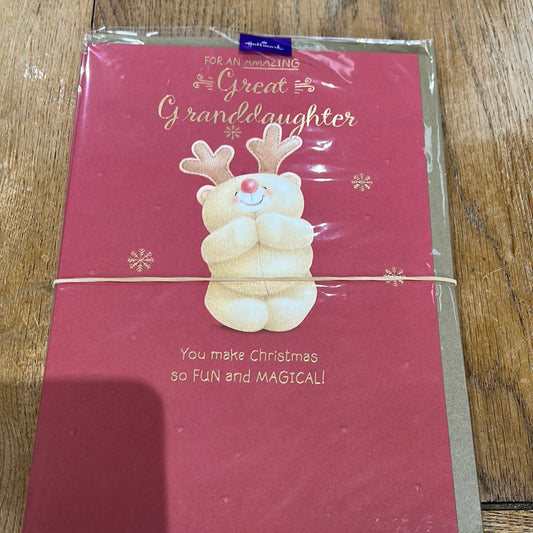 Hallmark
FOR AN AMAZING
Great
Granddaughter
You make Christmas
so FUN and MAGICAL!